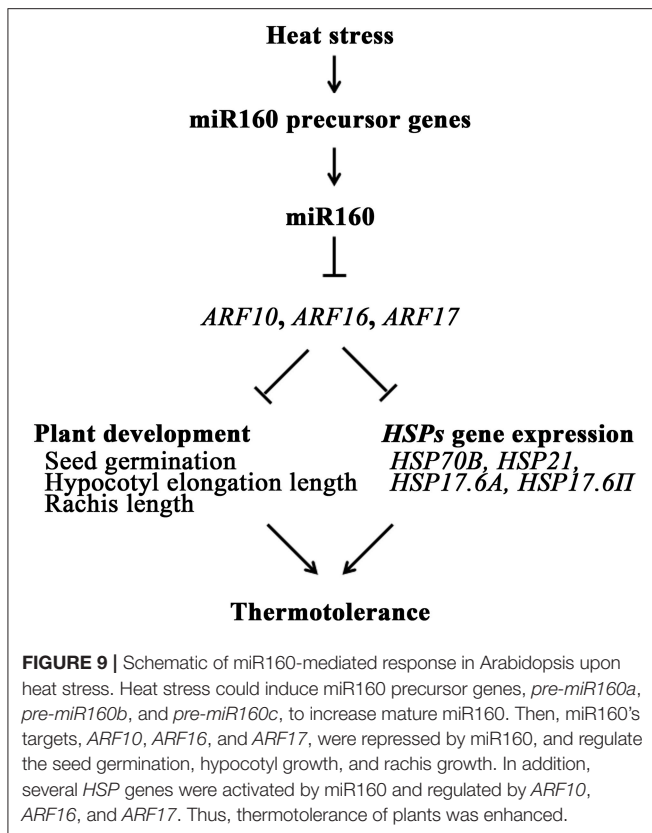 Heat stress
miR160 precursor genes
miR160
ARF10, ARF16, ARF17
Plant development
Seed germination
Hypocotyl elongation length
Rachis length
HSPs gene expression
HSP70B, HSP21,
HSP17.6A, HSP17.6Π
Thermotolerance
FIGURE 9 | Schematic of miR160-mediated response in Arabidopsis upon
heat stress. Heat stress could induce miR160 precursor genes, pre-miR160a,
pre-miR160b, and pre-miR160c, to increase mature miR160. Then, miR160's
targets, ARF10, ARF16, and ARF17, were repressed by miR160, and regulate
the seed germination, hypocotyl growth, and rachis growth. In addition,
several HSP genes were activated by miR160 and regulated by ARF10,
ARF16, and ARF17. Thus, thermotolerance of plants was enhanced.